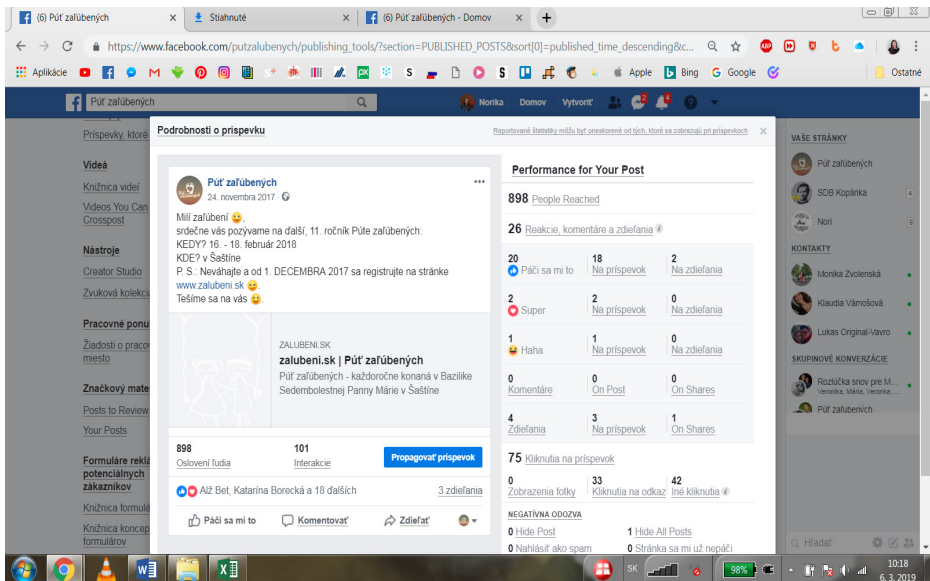 (6) Púť zaľúbených
Stiahnuté
(6) Púť zaľúbených - Domov
https://www.facebook.com/putzalubenych/publishing_tools/?section=PUBLISHED_POSTS&sort[0]=published_time_descending&c...
Aplikácie
Apple
Bing
Google
Ostatné
Púť zaľúbených
Norika
Domov
Vytvoriť
2
4
Príspevky, ktoré
Videá
Knižnica videí
Videos You Can
Crosspost
Nástroje
Creator Studio
Zvuková kolekci
Pracovné ponu
Žiadosti o praco
miesto
Značkový mate
Posts to Review
Your Posts
Formuláre reklá
potenciálnych
zákazníkov
Knižnica formulá
Knižnica koncep
formulárov
Podrobnosti o príspevku
Reportované štatistiky môžu byť oneskorené od tých, ktoré sa zobrazujú pri príspevkoch
Púť zaľúbených
24. novembra 2017
Milí zaľúbení 😀,
srdečne vás pozývame na ďalší, 11. ročník Púte zaľúbených:
KEDY? 16. - 18. február 2018
KDE? v Šaštíne
P. S.: Neváhajte a od 1. DECEMBRA 2017 sa registrujte na stránke
www.zalubeni.sk 😀.
Tešíme sa na vás 😀.
ZALUBENI.SK
zalubeni.sk | Púť zaľúbených
Púť zaľúbených - každoročne konaná v Bazilike
Sedembolestnej Panny Márie v Šaštíne
898
Oslovení ľudia
101
Interakcie
Propagovať príspevok
Alž Bet, Katarína Borecká a 18 ďalších
3 zdieľania
Páči sa mi to
Komentovať
Zdieľať
Performance for Your Post
898 People Reached
26 Reakcie, komentáre a zdieľania
20
Páči sa mi to
18
Na príspevok
2
Na zdieľania
2
Super
2
Na príspevok
0
Na zdieľania
1
Haha
1
Na príspevok
0
Na zdieľania
0
Komentáre
0
On Post
0
On Shares
4
Zdieľania
3
Na príspevok
1
On Shares
75 Kliknutia na príspevok
0
Zobrazenia fotky
33
Kliknutia na odkaz
42
Iné kliknutia
NEGATÍVNA ODOZVA
0 Hide Post
1 Hide All Posts
0 Nahlásiť ako spam
0 Stránka sa mi už nepáči
VAŠE STRÁNKY
Púť zaľúbených
SDB Kopánka
4
Nori
9
KONTAKTY
Monika Zvolenská
Klaudia Vámošová
Lukas Original-Vavro
SKUPINOVÉ KONVERZÁCIE
Rozlúčka snov pre M...
Veronika, Mária, Veronika, ...
Púť zaľúbených
Hľadať
SK
98%
10:18
6. 3. 2019